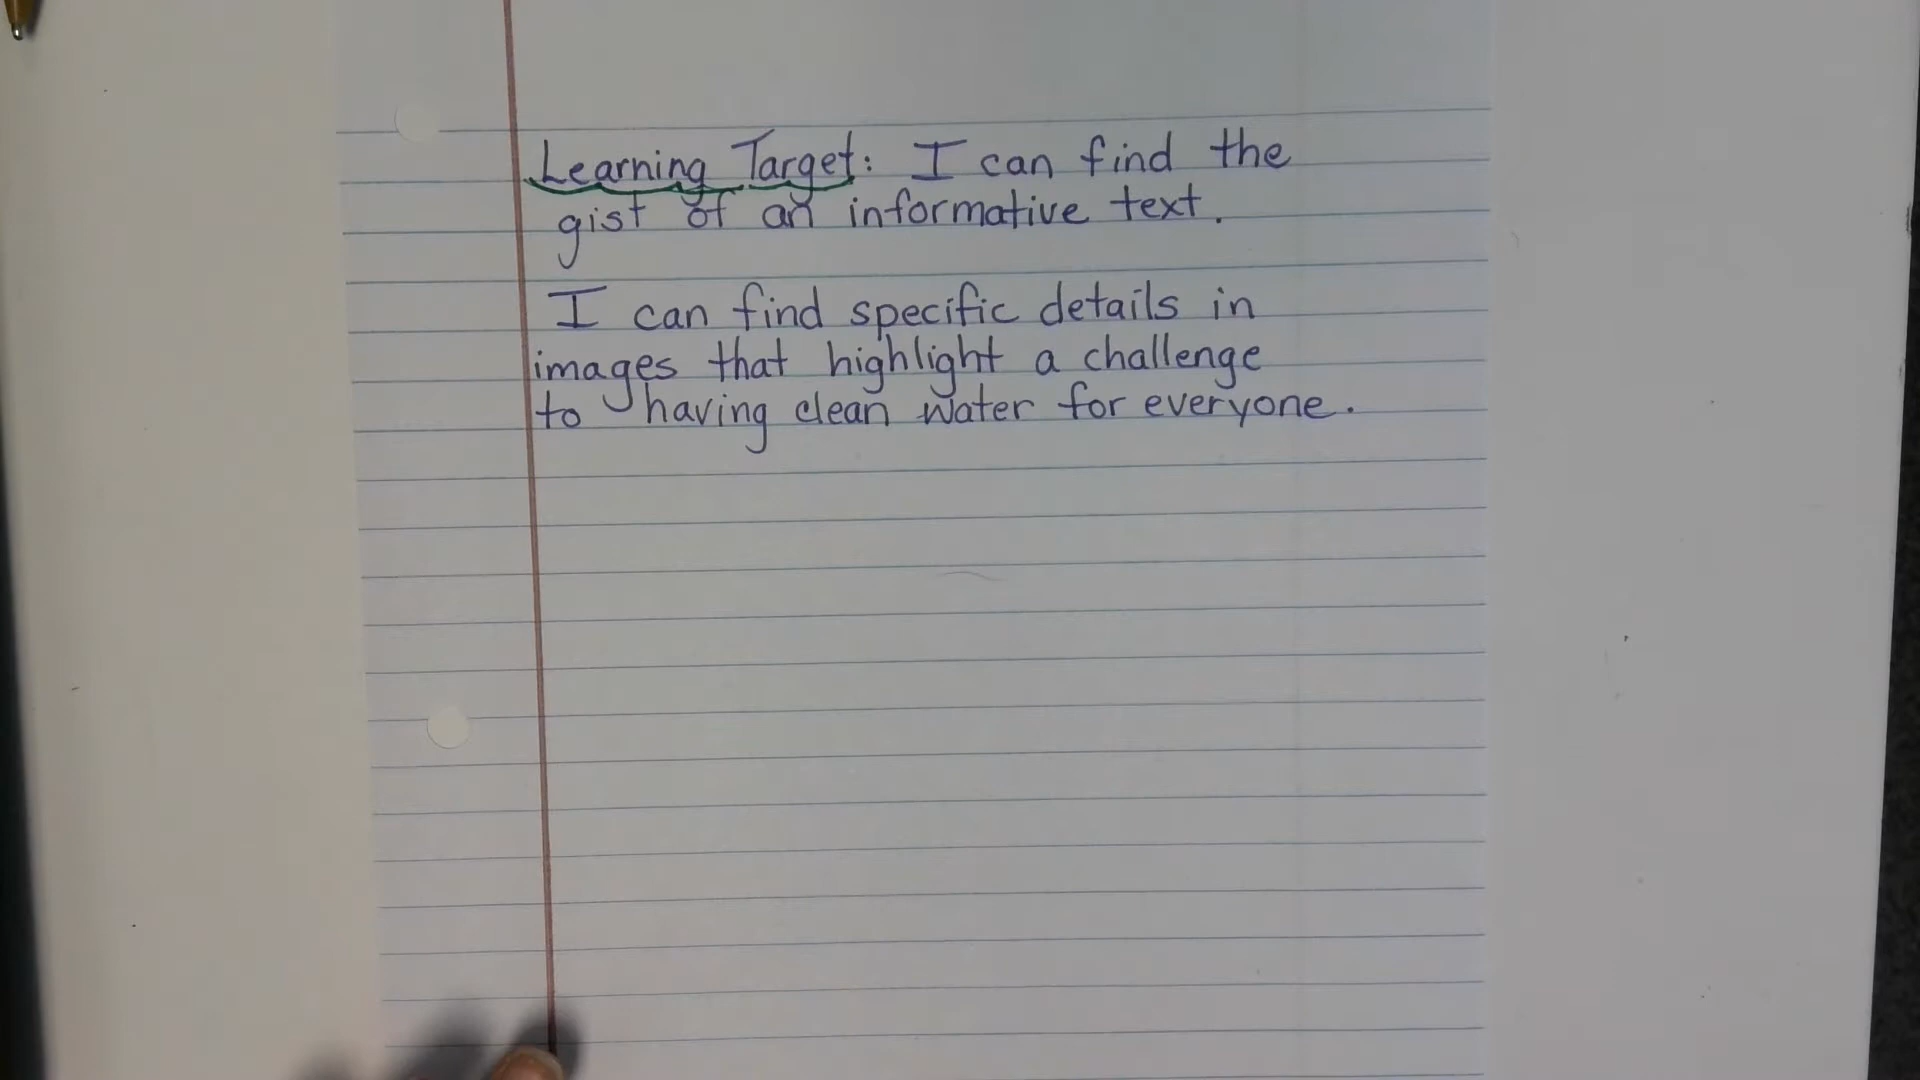 Learning Target: I can find the
gist of an informative text.
I can find specific details in
images that highlight a challenge
to having clean water for everyone.